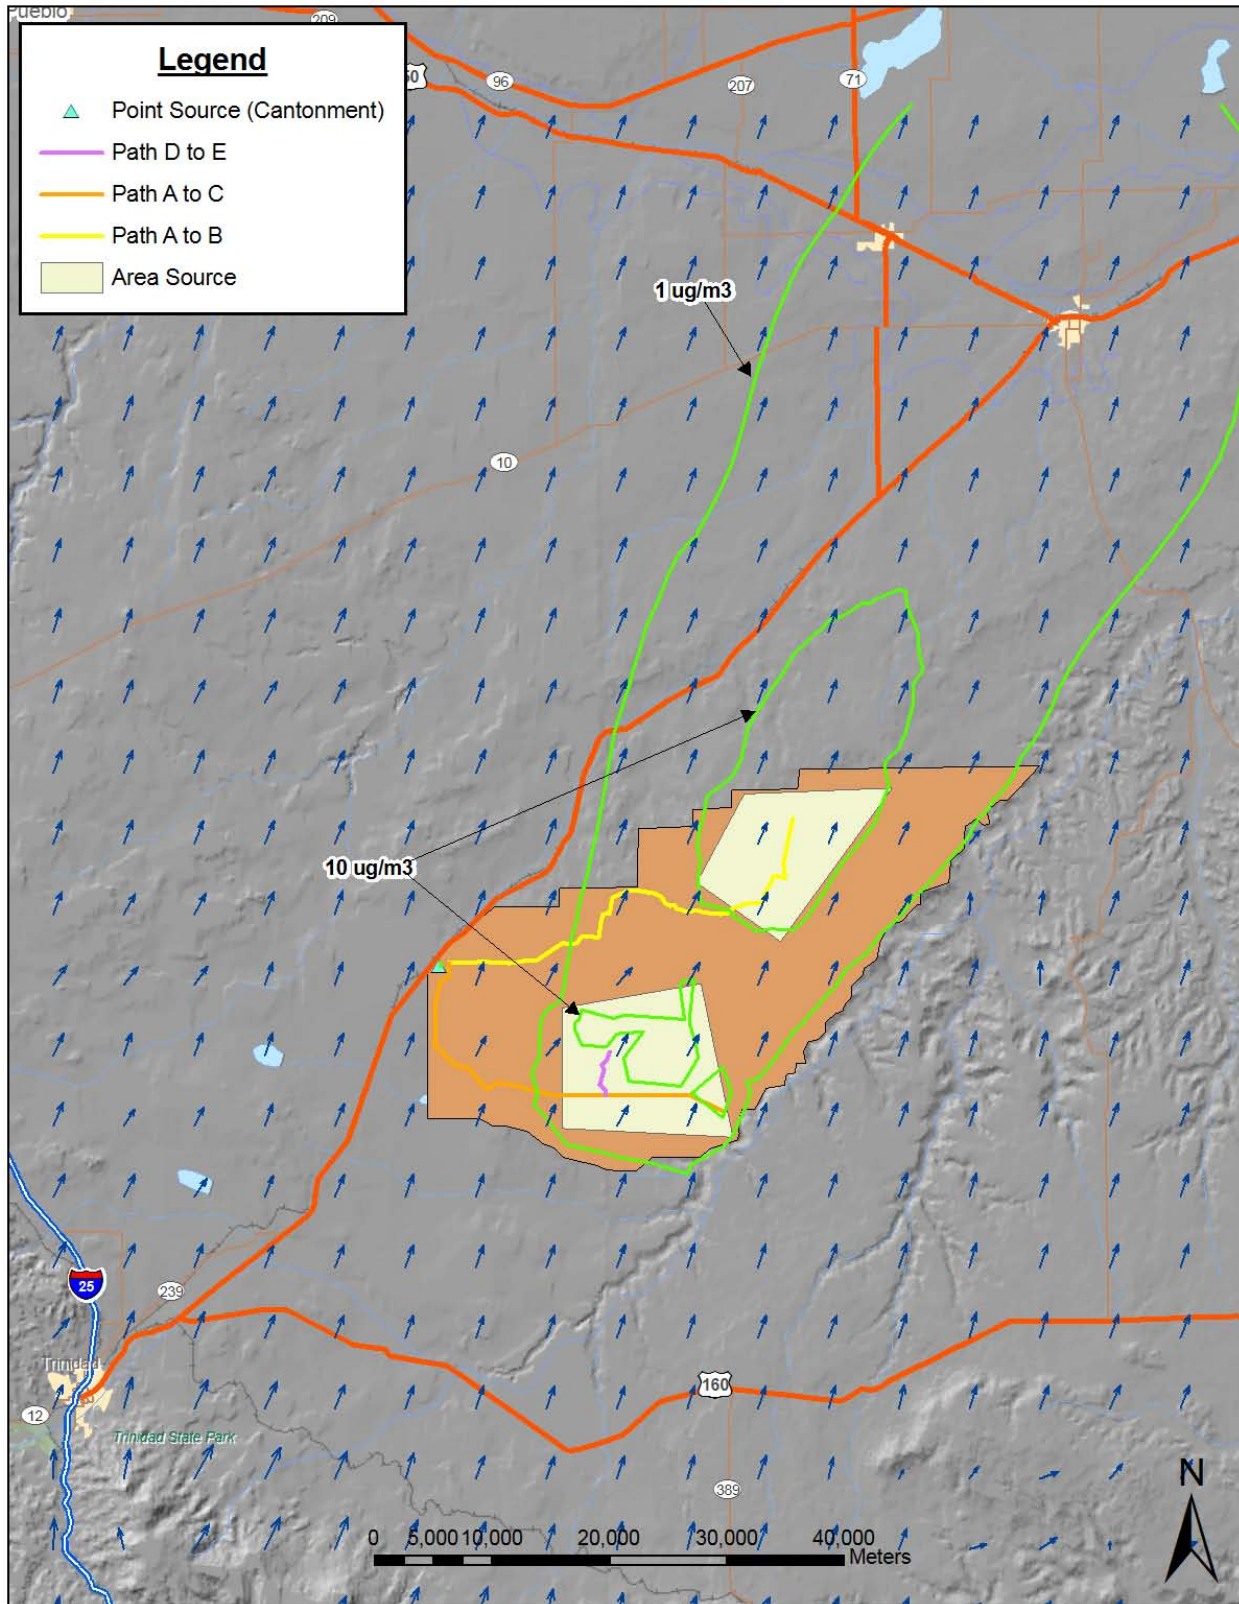 Pueblo
209
Legend
Point Source (Cantonment)
Path D to E
Path A to C
Path A to B
Area Source
50
96
207
71
1 ug/m3
10
10 ug/m3
25
239
Trinidad
12
Trinidad State Park
160
389
N
0 5,000 10,000 20,000 30,000 40,000
Meters